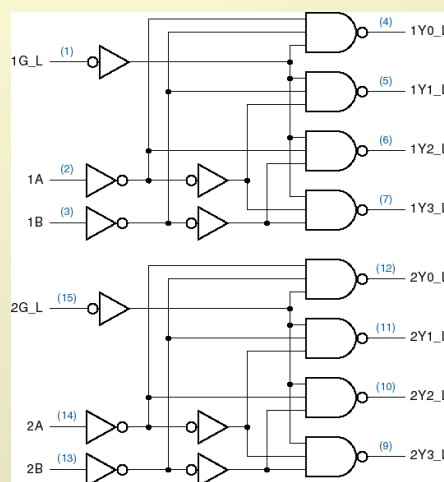 (4)
1Y0_L
(1)
1G_L
(5)
1Y1_L
(6)
1Y2_L
(2)
1A
(7)
1Y3_L
(3)
1B
(12)
2Y0_L
(15)
2G_L
(11)
2Y1_L
(10)
2Y2_L
(14)
2A
(9)
2Y3_L
(13)
2B